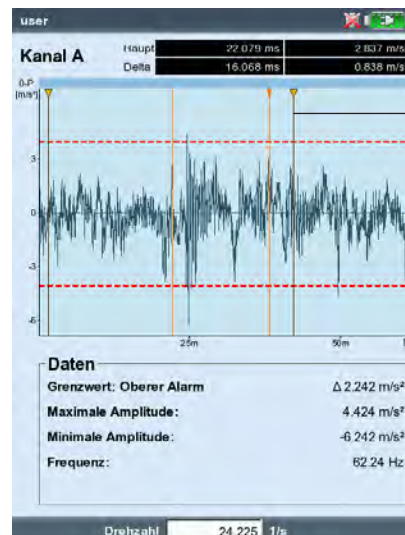 user
Kanal A
Haupt 22.079 ms 2.837 m/s
Delta 16.068 ms 0.838 m/s
0-P
[m/s²]
3
0
-3
-6
25m 50m
Daten
Grenzwert: Oberer Alarm Δ 2.242 m/s²
Maximale Amplitude: 4.424 m/s²
Minimale Amplitude: -6.242 m/s²
Frequenz: 62.24 Hz
Drehzahl 24.225 1/s